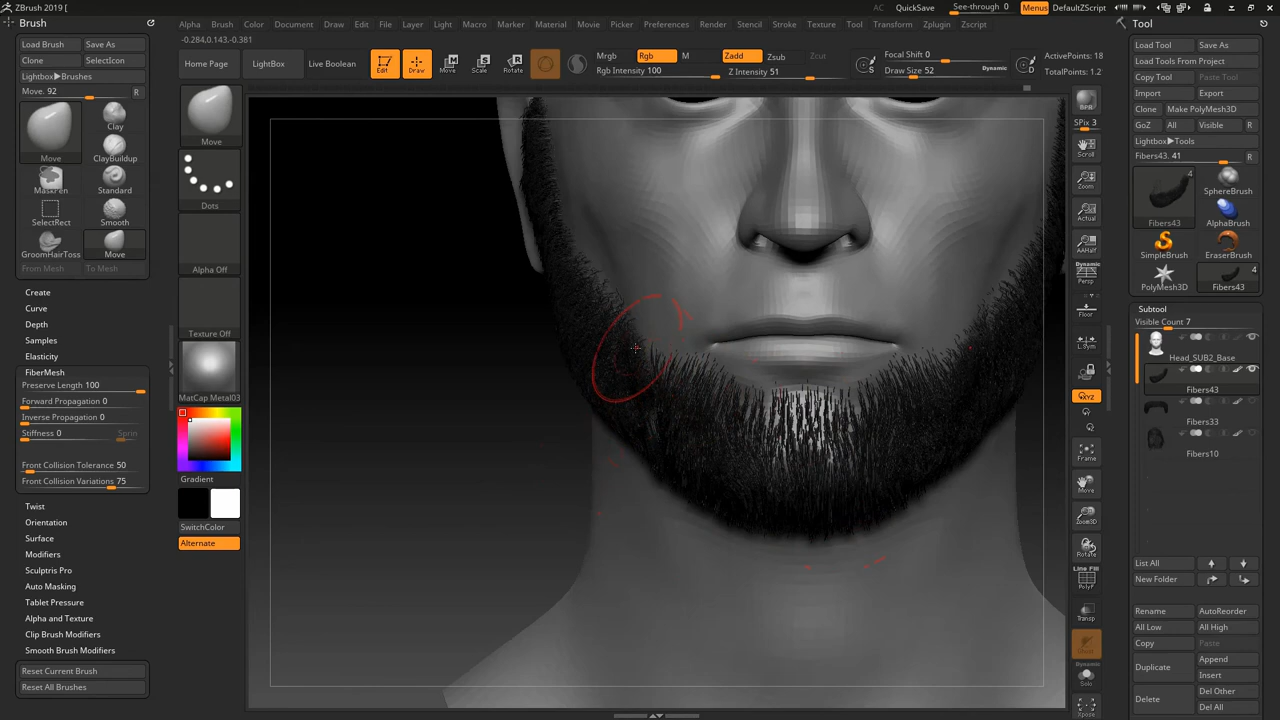 ZBrush 2019 [
AC QuickSave See-through 0 Menus DefaultZScript
Brush
Alpha Brush Color Document Draw Edit File Layer Light Macro Marker Material Movie Picker Preferences Render Stencil Stroke Texture Tool Transform Zplugin Zscript
Tool
-0.284,0.143,-0.381
Load Brush Save As
Clone SelectIcon
Lightbox▶Brushes
Move. 92 R
Move
Clay
ClayBuildup
MaskPen Standard
SelectRect Smooth
GroomHairToss Move
From Mesh To Mesh
Create
Curve
Depth
Samples
Elasticity
FiberMesh
Preserve Length 100
Forward Propagation 0
Inverse Propagation 0
Stiffness 0 Sprin
Front Collision Tolerance 50
Front Collision Variations 75
Twist
Orientation
Surface
Modifiers
Sculptris Pro
Auto Masking
Tablet Pressure
Alpha and Texture
Clip Brush Modifiers
Smooth Brush Modifiers
Reset Current Brush
Reset All Brushes
Home Page LightBox Live Boolean
Edit Draw Move Scale Rotate
Mrgb Rgb M
Rgb Intensity 100
Zadd Zsub Zcut
Z Intensity 51
S
Focal Shift 0
Draw Size 52 Dynamic
D
ActivePoints: 18
TotalPoints: 1.2
Move
Dots
Alpha Off
Texture Off
MatCap Metal03
Gradient
SwitchColor
Alternate
BPR
SPix 3
Scroll
Zoom
Actual
AAHalf
Dynamic
Persp
Floor
L.Sym
XYZ
Frame
Move
Zoom3D
Rotate
Line Fill
PolyF
Transp
Dynamic
Solo
Xpose
Load Tool Save As
Load Tools From Project
Copy Tool Paste Tool
Import Export
Clone Make PolyMesh3D
GoZ All Visible R
Lightbox▶Tools
Fibers43. 41 R
4
Fibers43
SphereBrush
AlphaBrush
SimpleBrush EraserBrush
4
PolyMesh3D Fibers43
Subtool
Visible Count 7
Head_SUB2_Base
Fibers43
Fibers33
Fibers10
List All
New Folder
Rename AutoReorder
All Low All High
Copy Paste
Duplicate Append
Insert
Delete Del Other
Del All